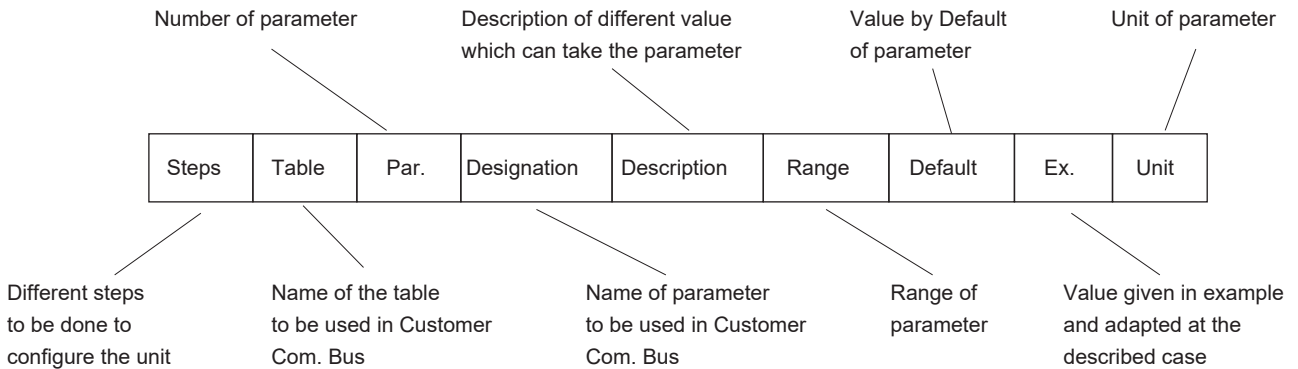 Number of parameter
Description of different value
which can take the parameter
Value by Default
of parameter
Unit of parameter
Steps Table Par. Designation Description Range Default Ex. Unit
Different steps
to be done to
configure the unit
Name of the table
to be used in Customer
Com. Bus
Name of parameter
to be used in Customer
Com. Bus
Range of
parameter
Value given in example
and adapted at the
described case